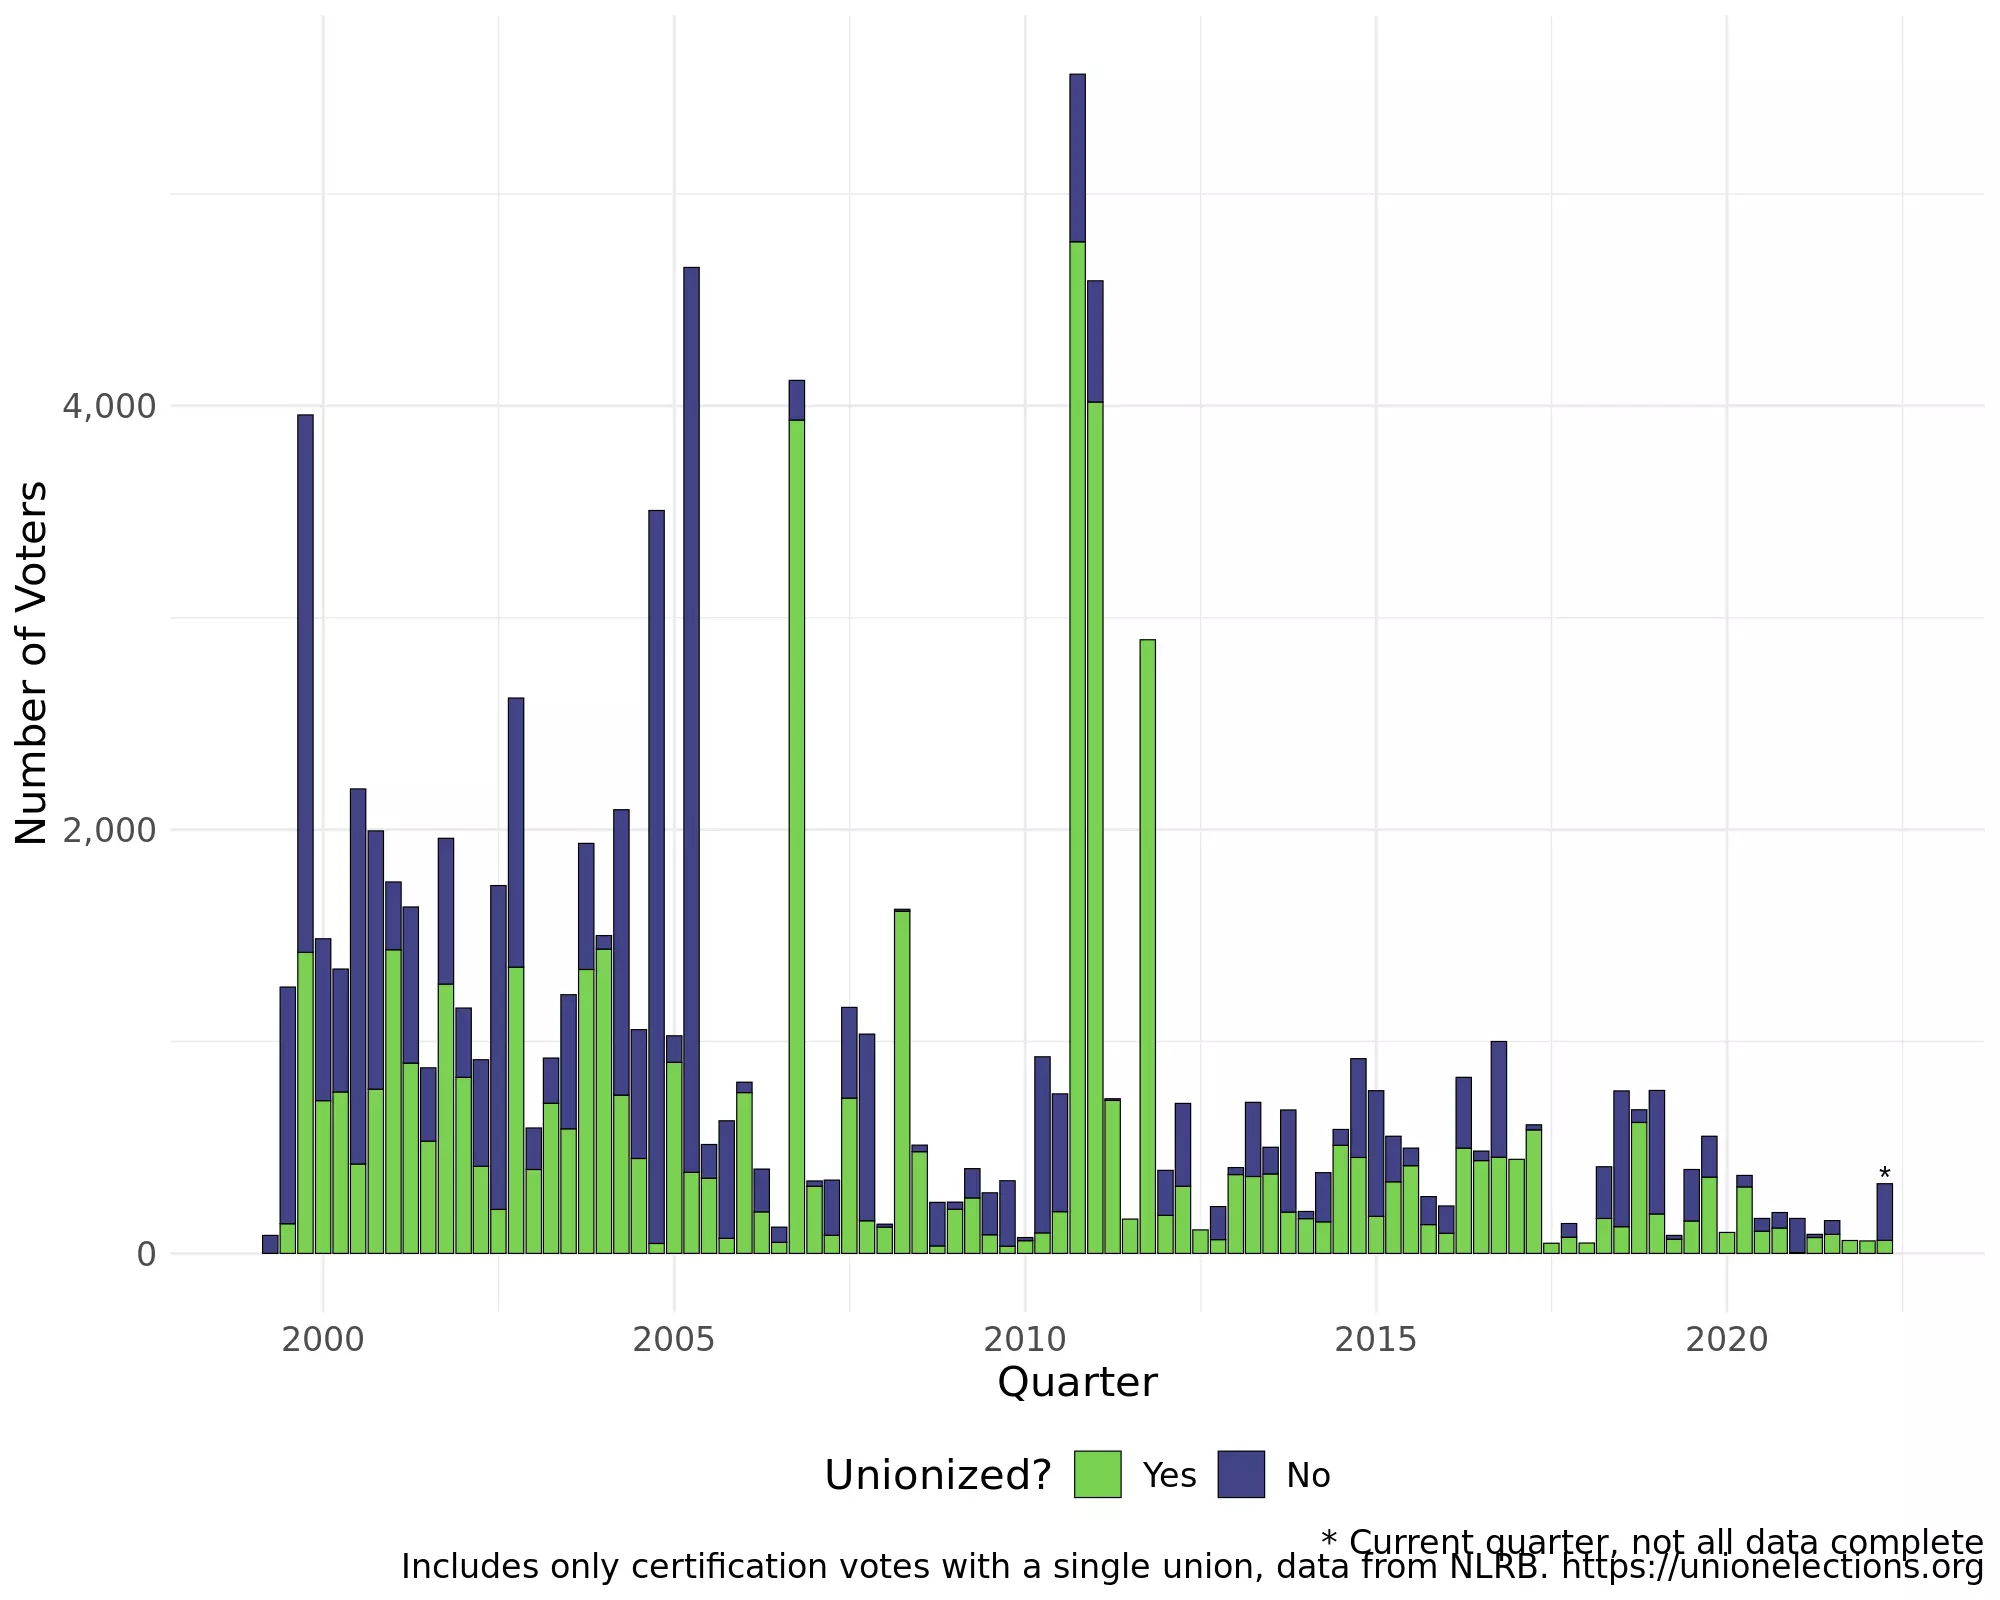 Number of Voters
4,000
2,000
0
*
2000 2005 2010 2015 2020
Quarter
Unionized? Yes No
* Current quarter, not all data complete
Includes only certification votes with a single union, data from NLRB. https://unionelections.org